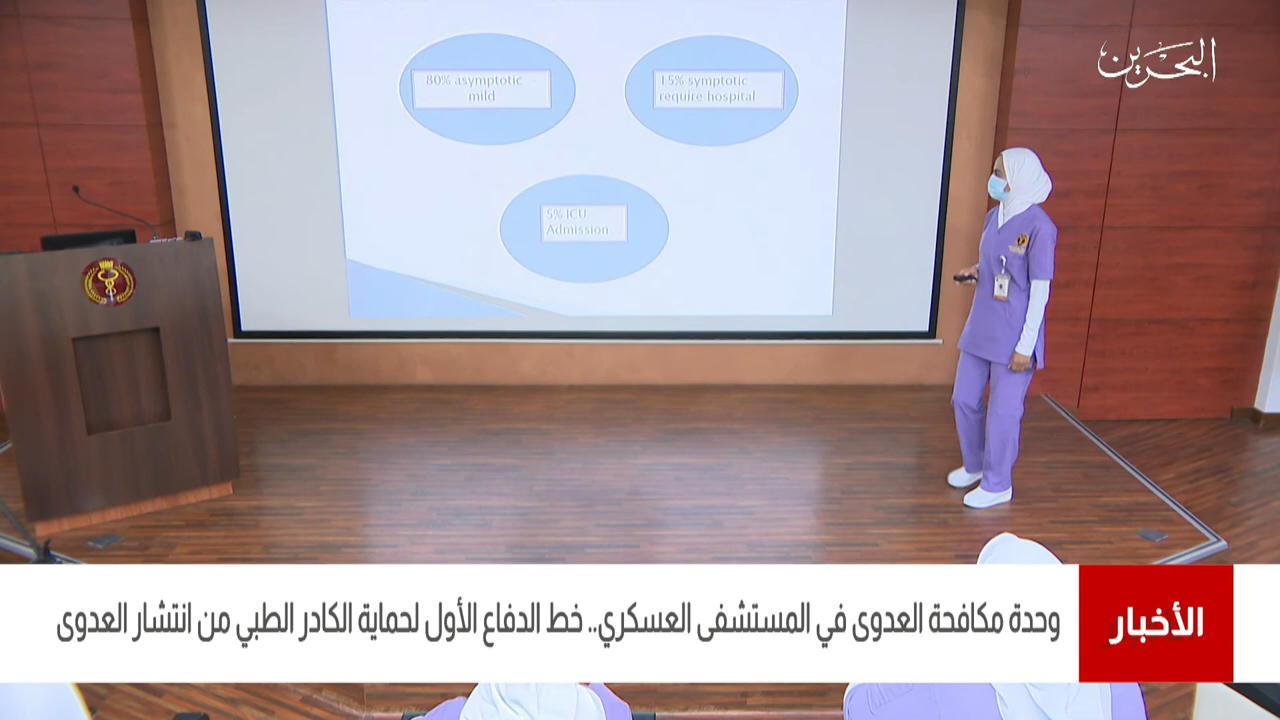 البحرين
80% asymptotic
mild
15% symptotic
require hospital
5% ICU
Admission
الأخبار
وحدة مكافحة العدوى في المستشفى العسكري.. خط الدفاع الأول لحماية الكادر الطبي من انتشار العدوى